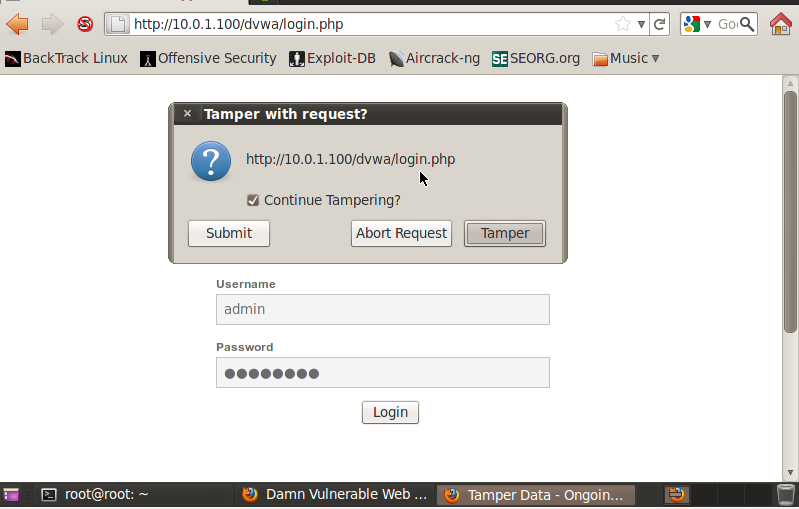 http://10.0.1.100/dvwa/login.php
BackTrack Linux Offensive Security Exploit-DB Aircrack-ng SEORG.org Music
Tamper with request?
http://10.0.1.100/dvwa/login.php
Continue Tampering?
Submit Abort Request Tamper
Username
admin
Password
●●●●●●●●
Login
root@root: ~ Damn Vulnerable Web ... Tamper Data - Ongoin...